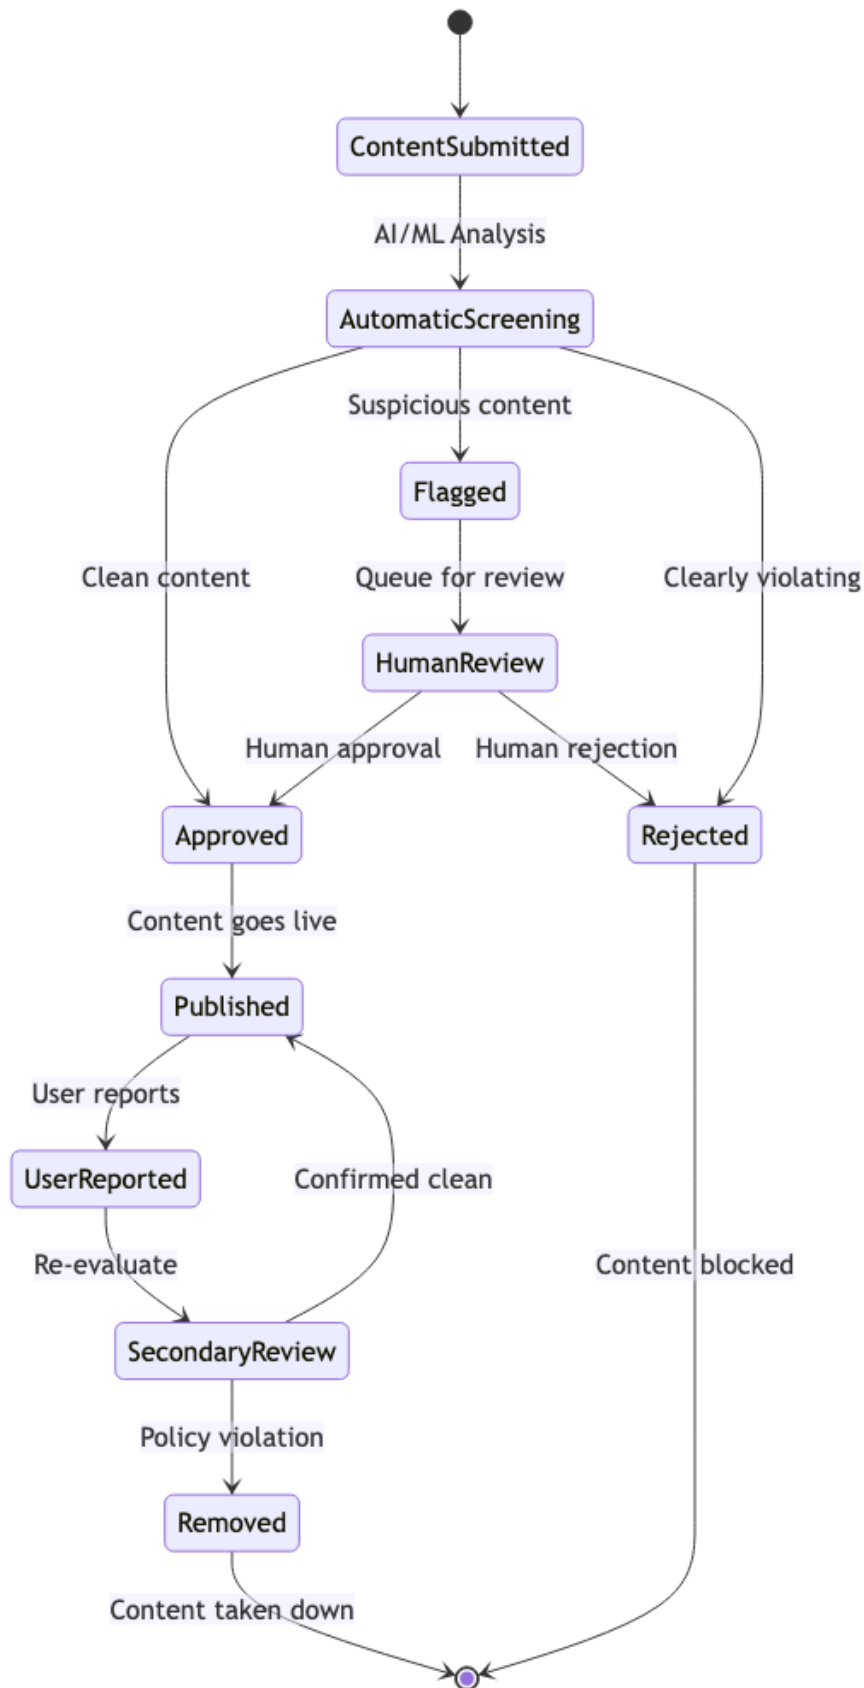 ContentSubmitted
AI/ML Analysis
AutomaticScreening
Suspicious content
Flagged
Clean content
Queue for review
Clearly violating
HumanReview
Human approval
Human rejection
Approved
Rejected
Content goes live
Published
User reports
UserReported
Confirmed clean
Re-evaluate
Content blocked
SecondaryReview
Policy violation
Removed
Content taken down